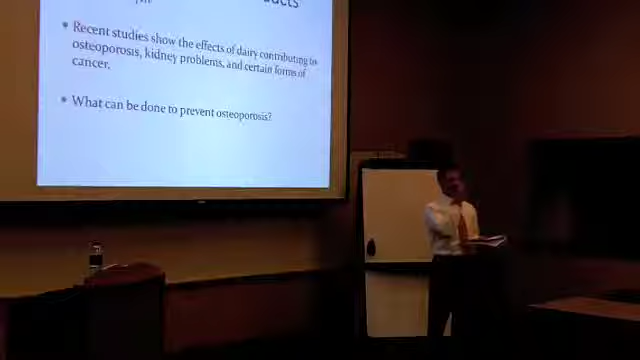 • Recent studies show the effects of dairy contributing to
osteoporosis, kidney problems, and certain forms of
cancer.
• What can be done to prevent osteoporosis?